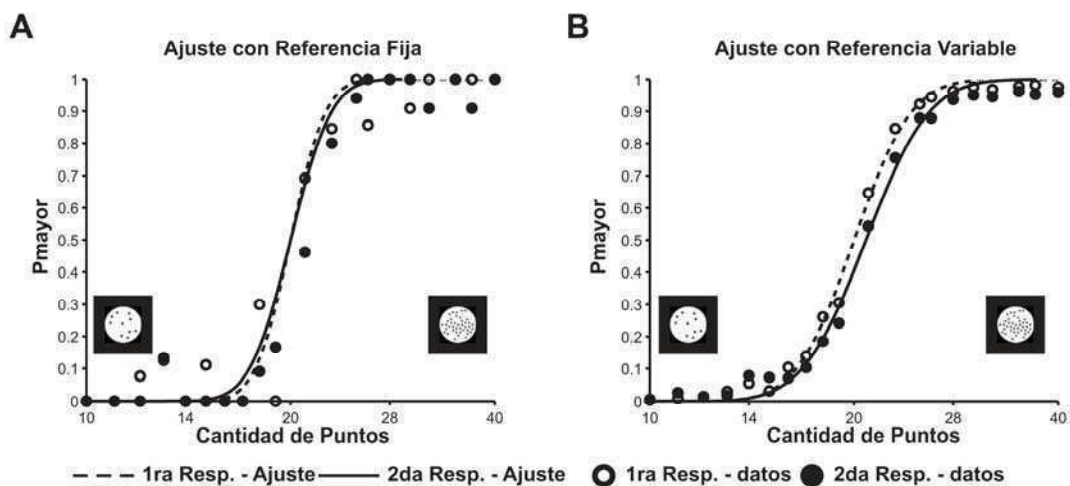 A
B
Ajuste con Referencia Fija
Ajuste con Referencia Variable
Pmayor
1
0.9
0.8
0.7
0.6
0.5
0.4
0.3
0.2
0.1
0
10
14
20
28
40
Cantidad de Puntos
Pmayor
1
0.9
0.8
0.7
0.6
0.5
0.4
0.3
0.2
0.1
0
10
14
20
28
40
Cantidad de Puntos
1ra Resp. - Ajuste
2da Resp. - Ajuste
1ra Resp. - datos
2da Resp. - datos